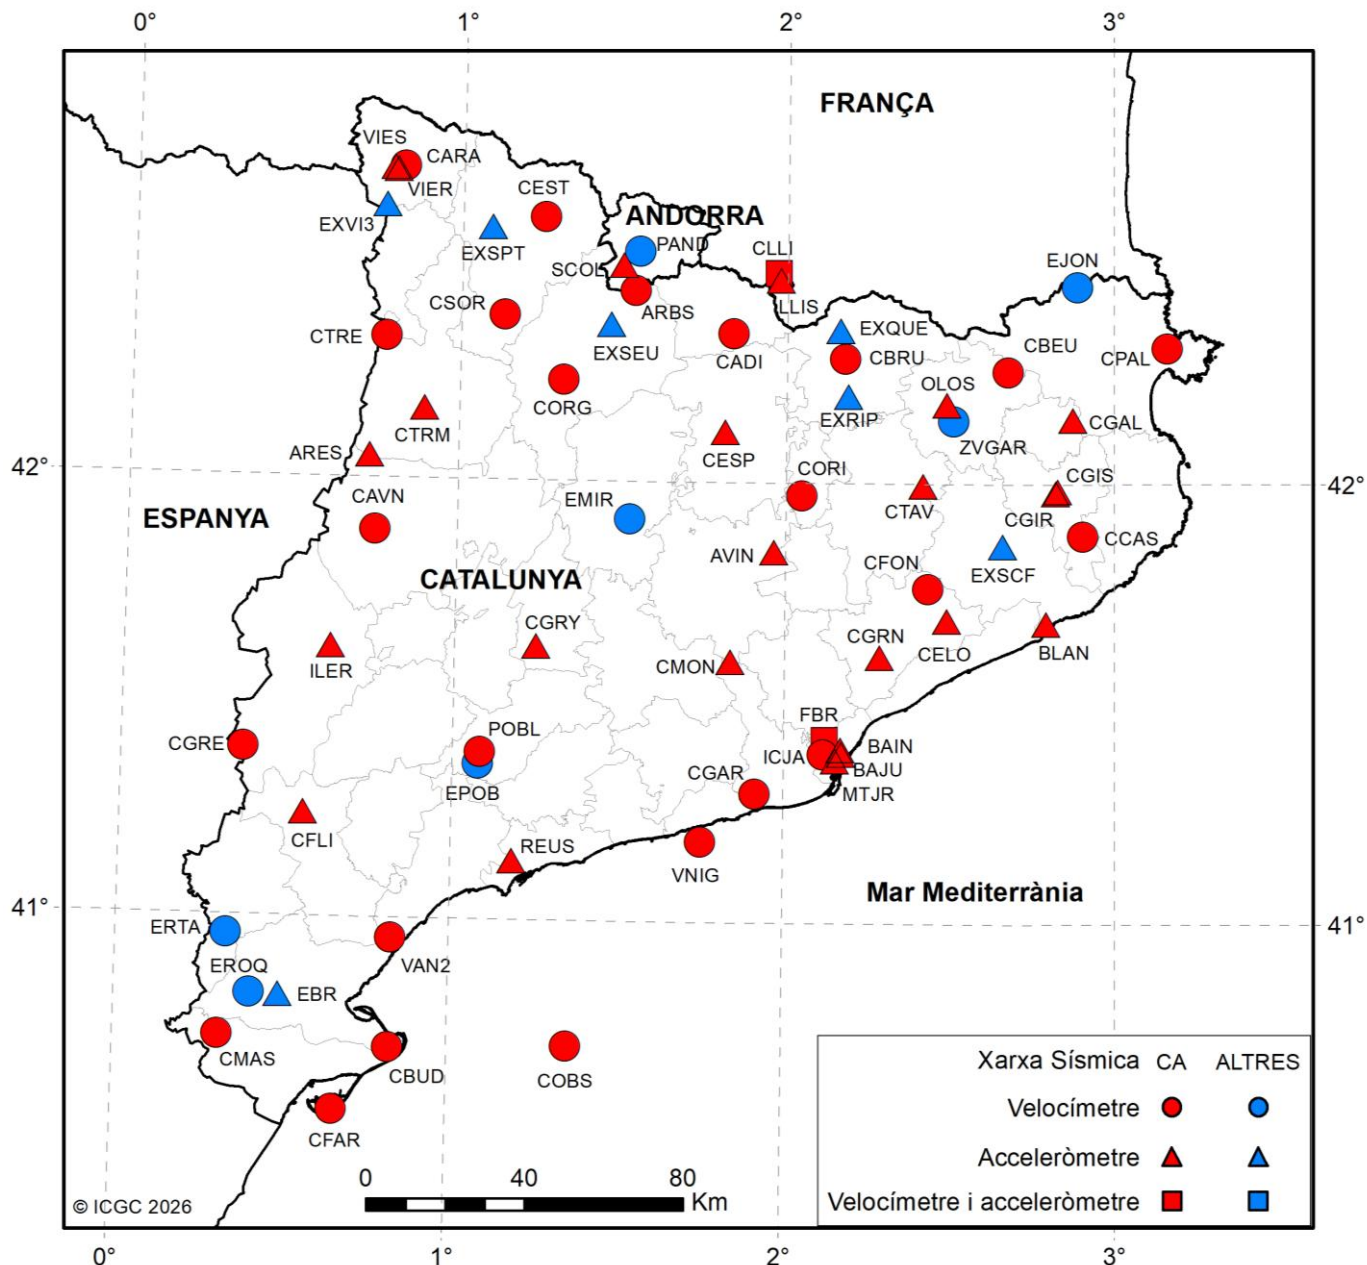 0°
1°
2°
3°
FRANÇA
VIES
CARA
VIER
CEST
ANDORRA
EXVI3
EXSPT
PAND
SCOL
CLLI
EJON
LLIS
CSOR
ARBS
EXQUE
CTRE
EXSEU
CADI
CBRU
CBEU
CPAL
OLOS
CORG
EXRIP
CTRM
CGAL
ARES
CESP
ZVGAR
42°
CORI
CGIS
42°
CAVN
EMIR
CTAV
CGIR
ESPANYA
CCAS
AVIN
CFON
EXSCF
CATALUNYA
CGRY
CGRN
CELO
BLAN
ILER
CMON
FBR
POBL
CGRE
ICJA
BAIN
CGAR
BAJU
EPOB
MTJR
CFLI
REUS
VNIG
Mar Mediterrània
41°
ERTA
41°
VAN2
EROQ
EBR
CMAS
CBUD
COBS
CFAR
Xarxa Sísmica CA ALTRES
Velocímetre
Acceleròmetre
Velocímetre i acceleròmetre
0 40 80
Km
© ICGC 2026
0°
1°
2°
3°